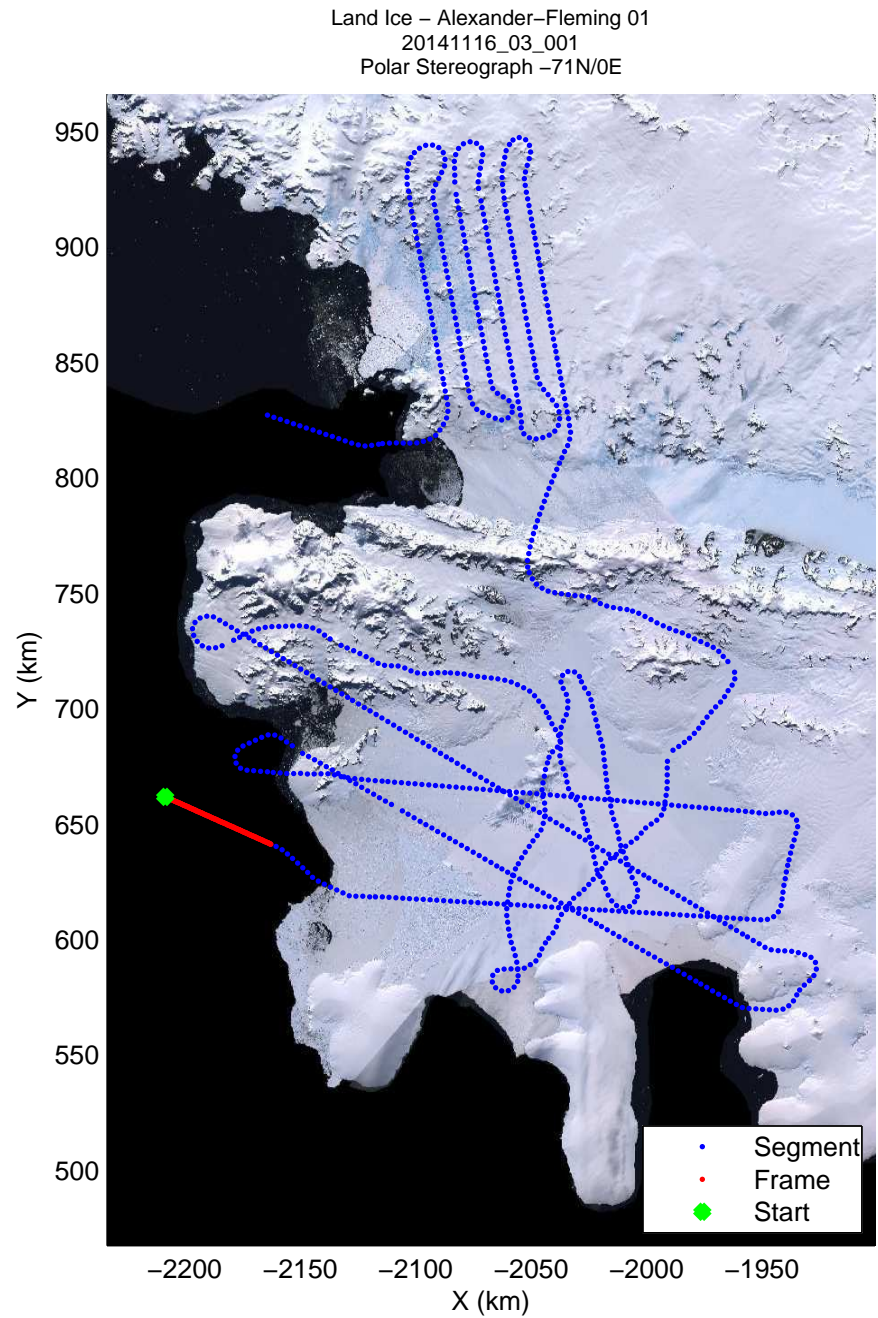 Land Ice − Alexander−Fleming 01
20141116_03_001
Polar Stereograph −71N/0E
950
900
850
800
750
700
650
600
550
500
Y (km)
−2200 −2150 −2100 −2050 −2000 −1950
X (km)
Segment
Frame
Start